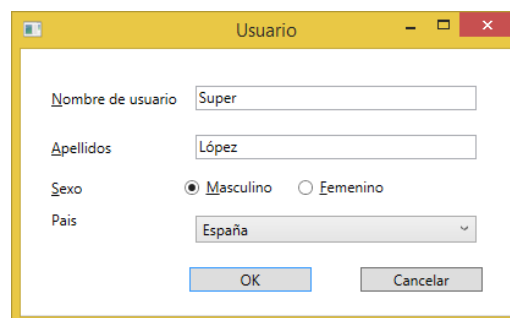 Usuario
Nombre de usuario Super
Apellidos López
Sexo Masculino Femenino
Pais España
OK Cancelar